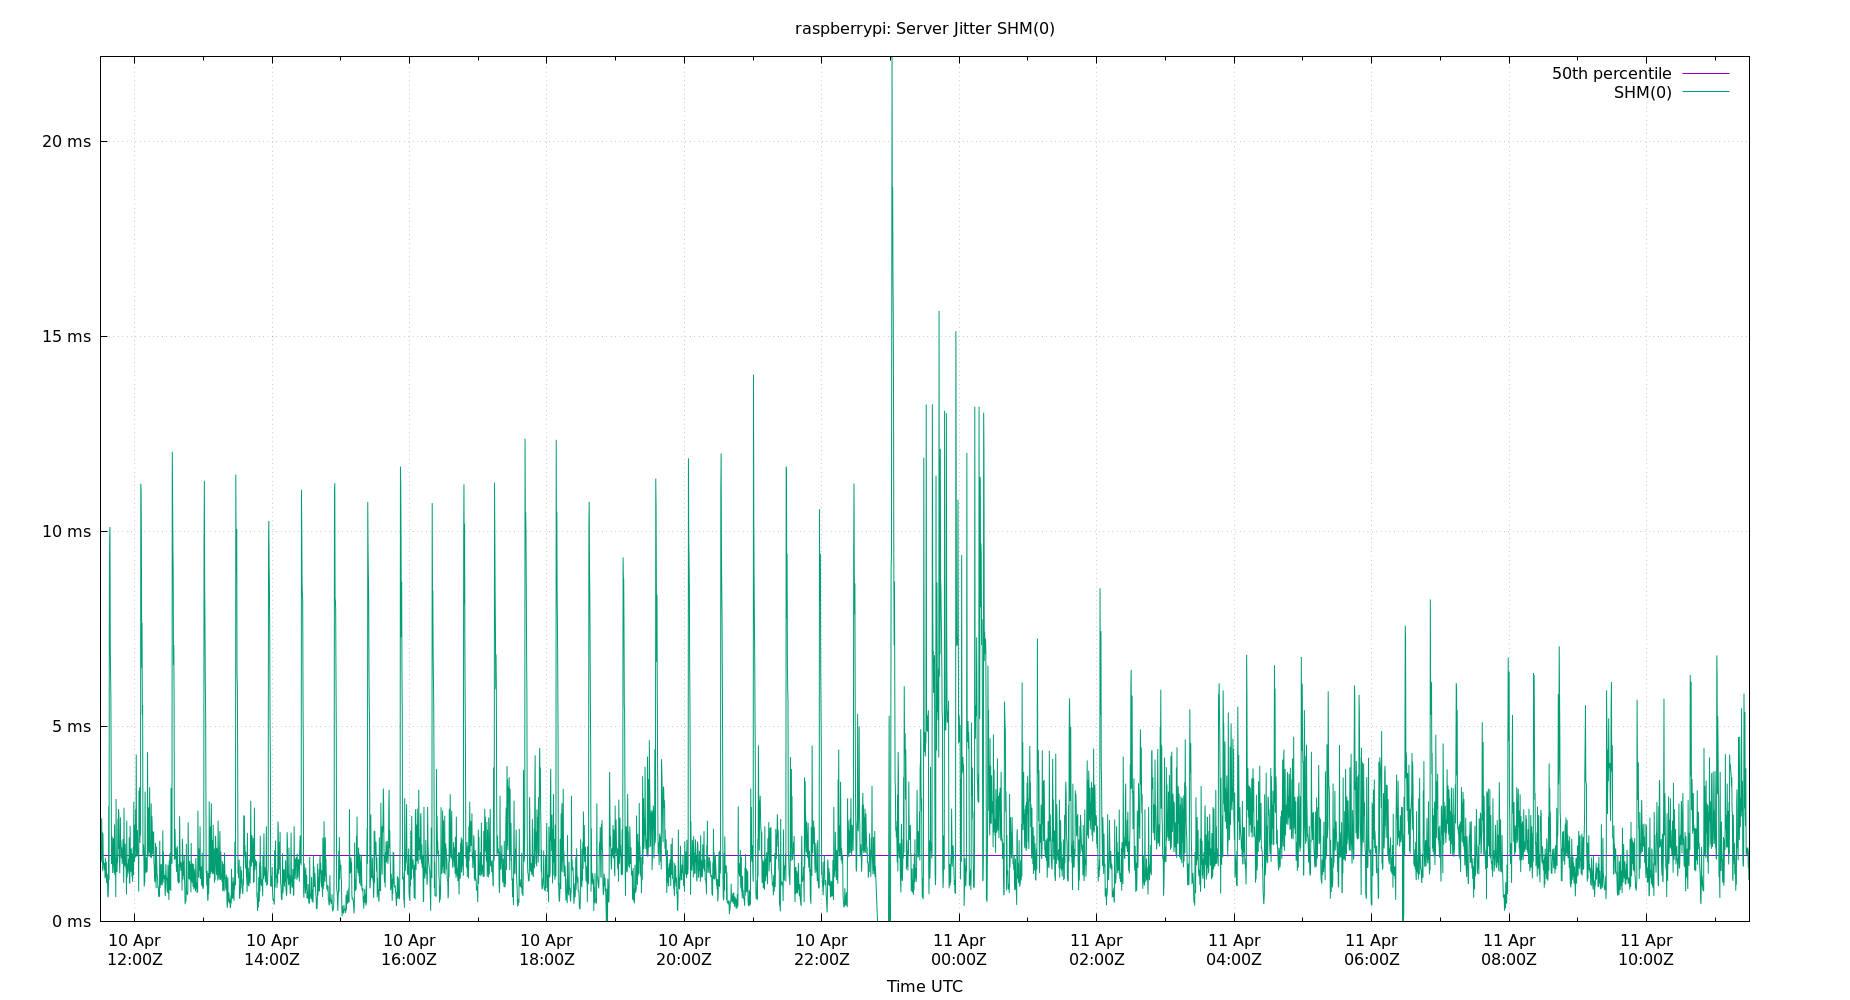 raspberrypi: Server Jitter SHM(0)
50th percentile
SHM(0)
20 ms
15 ms
10 ms
5 ms
0 ms
10 Apr 10 Apr 10 Apr 10 Apr 10 Apr 10 Apr 11 Apr 11 Apr 11 Apr 11 Apr 11 Apr 11 Apr
12:00Z 14:00Z 16:00Z 18:00Z 20:00Z 22:00Z 00:00Z 02:00Z 04:00Z 06:00Z 08:00Z 10:00Z
Time UTC